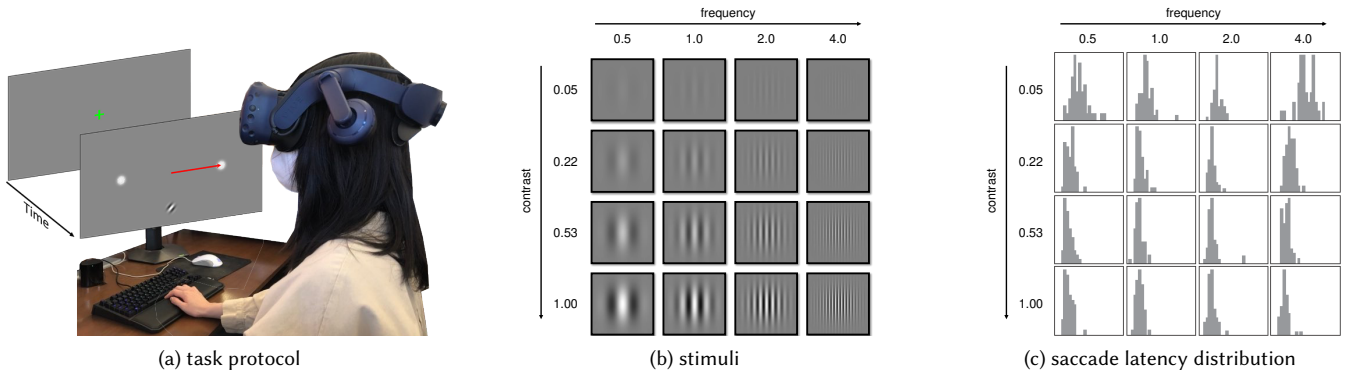 Time
(a) task protocol
frequency
0.5 1.0 2.0 4.0
contrast
0.05
0.22
0.53
1.00
(b) stimuli
frequency
0.5 1.0 2.0 4.0
contrast
0.05
0.22
0.53
1.00
(c) saccade latency distribution